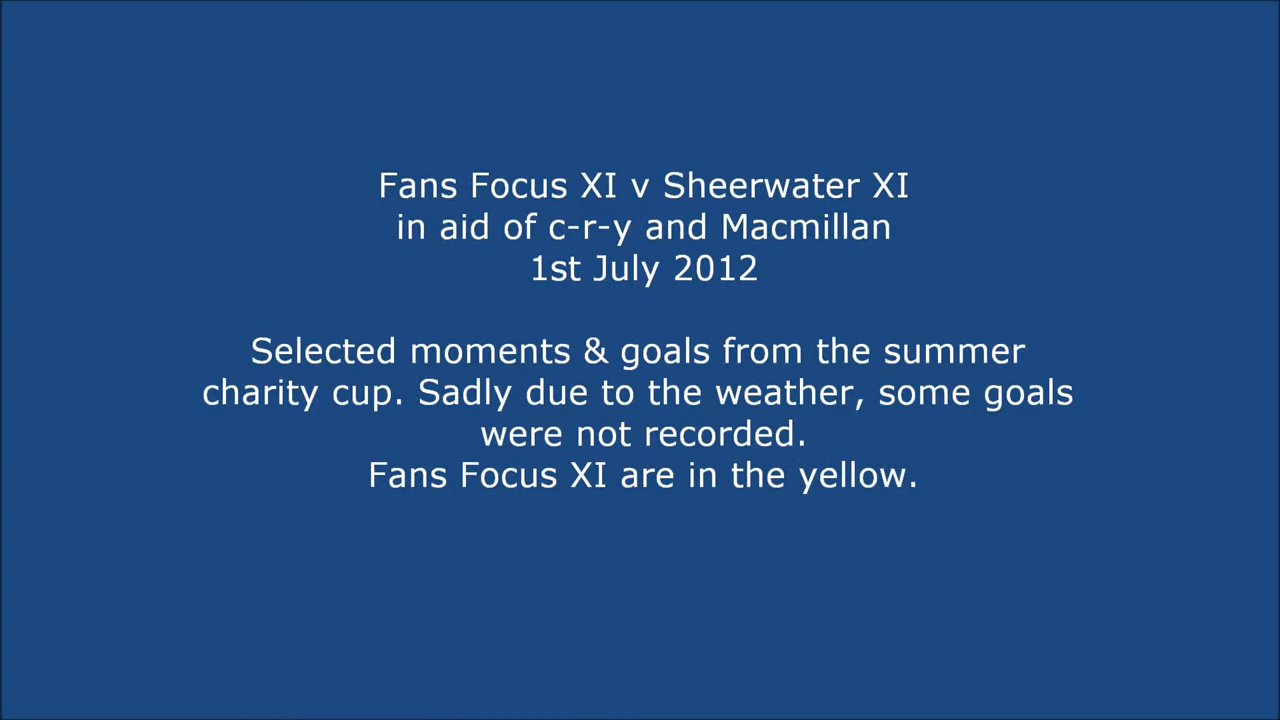 Fans Focus XI v Sheerwater XI
in aid of c-r-y and Macmillan
1st July 2012
Selected moments & goals from the summer
charity cup. Sadly due to the weather, some goals
were not recorded.
Fans Focus XI are in the yellow.